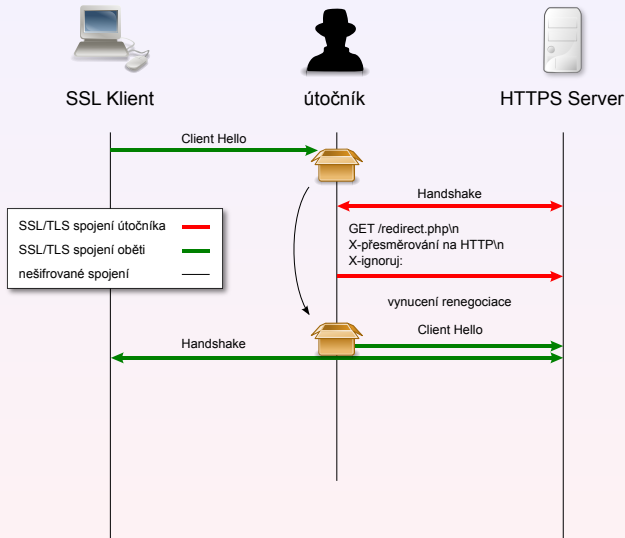 SSL Klient
útočník
HTTPS Server
Client Hello
Handshake
SSL/TLS spojení útočníka
SSL/TLS spojení oběti
nešifrované spojení
GET /redirect.php\n
X-přesměrování na HTTP\n
X-ignoruj:
vynucení renegociace
Client Hello
Handshake